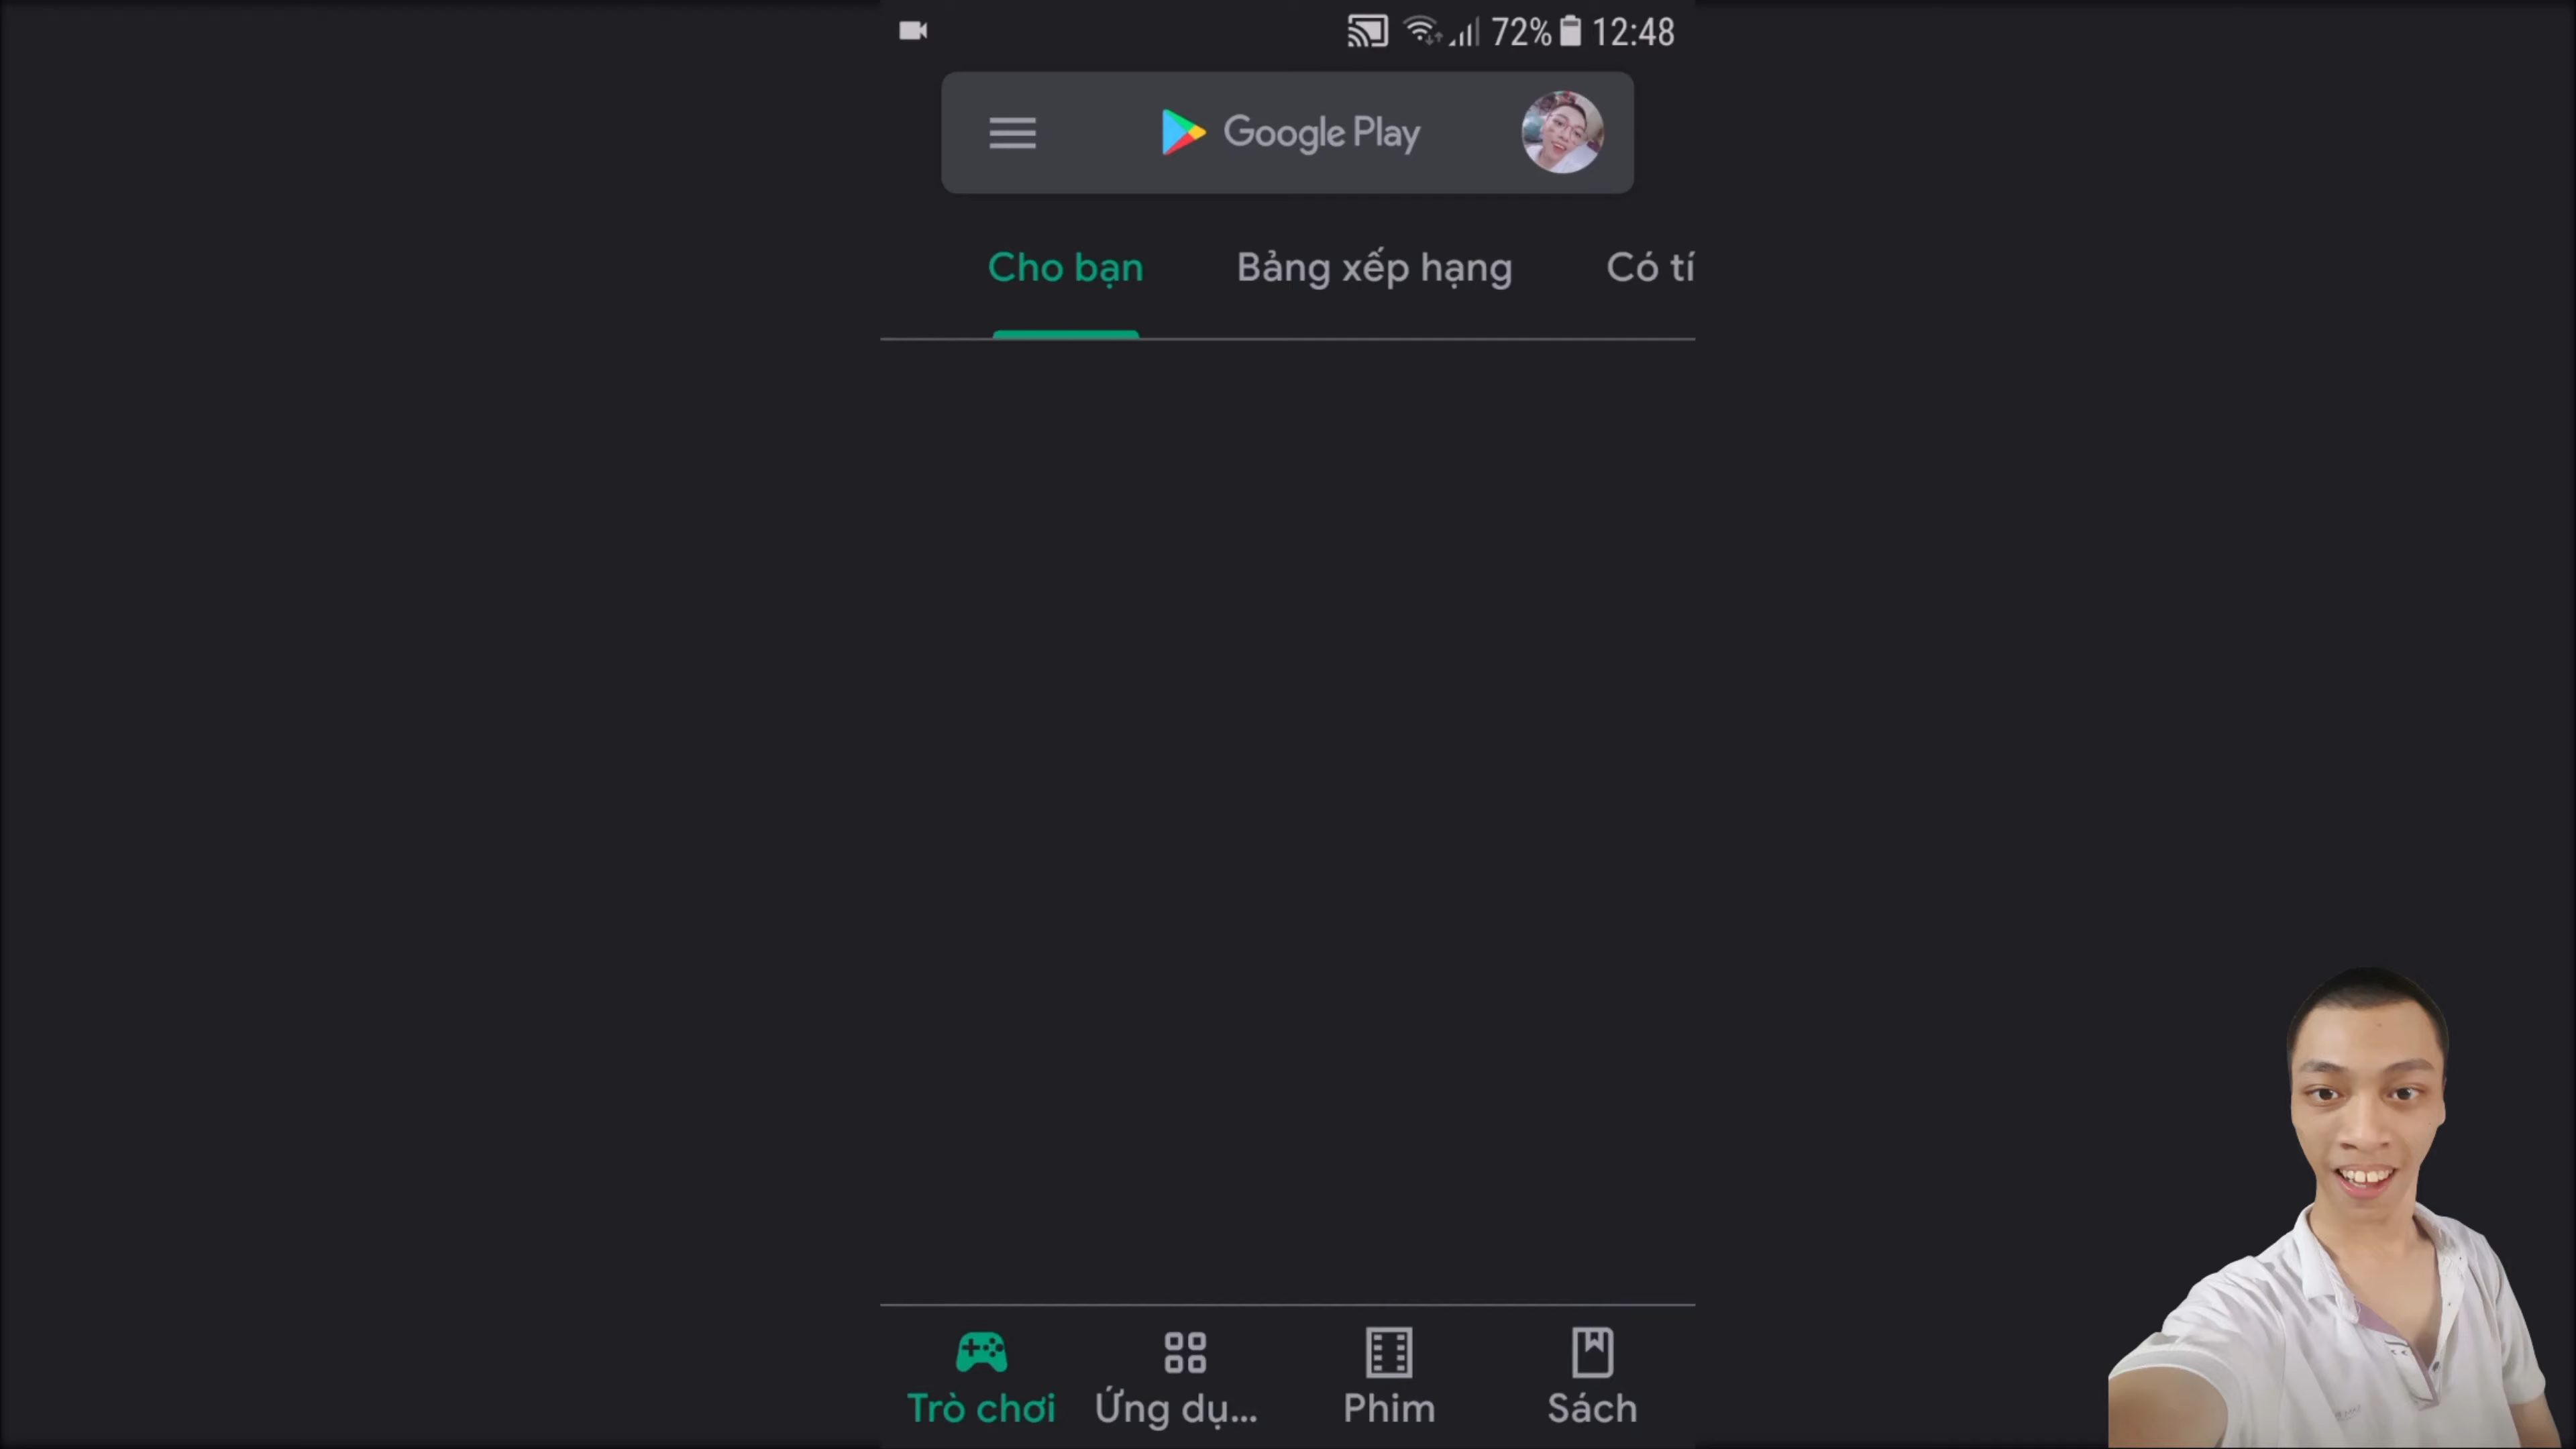 72% 12:48
Google Play
Cho bạn Bảng xếp hạng Có tí
Trò chơi Ứng dụ... Phim Sách